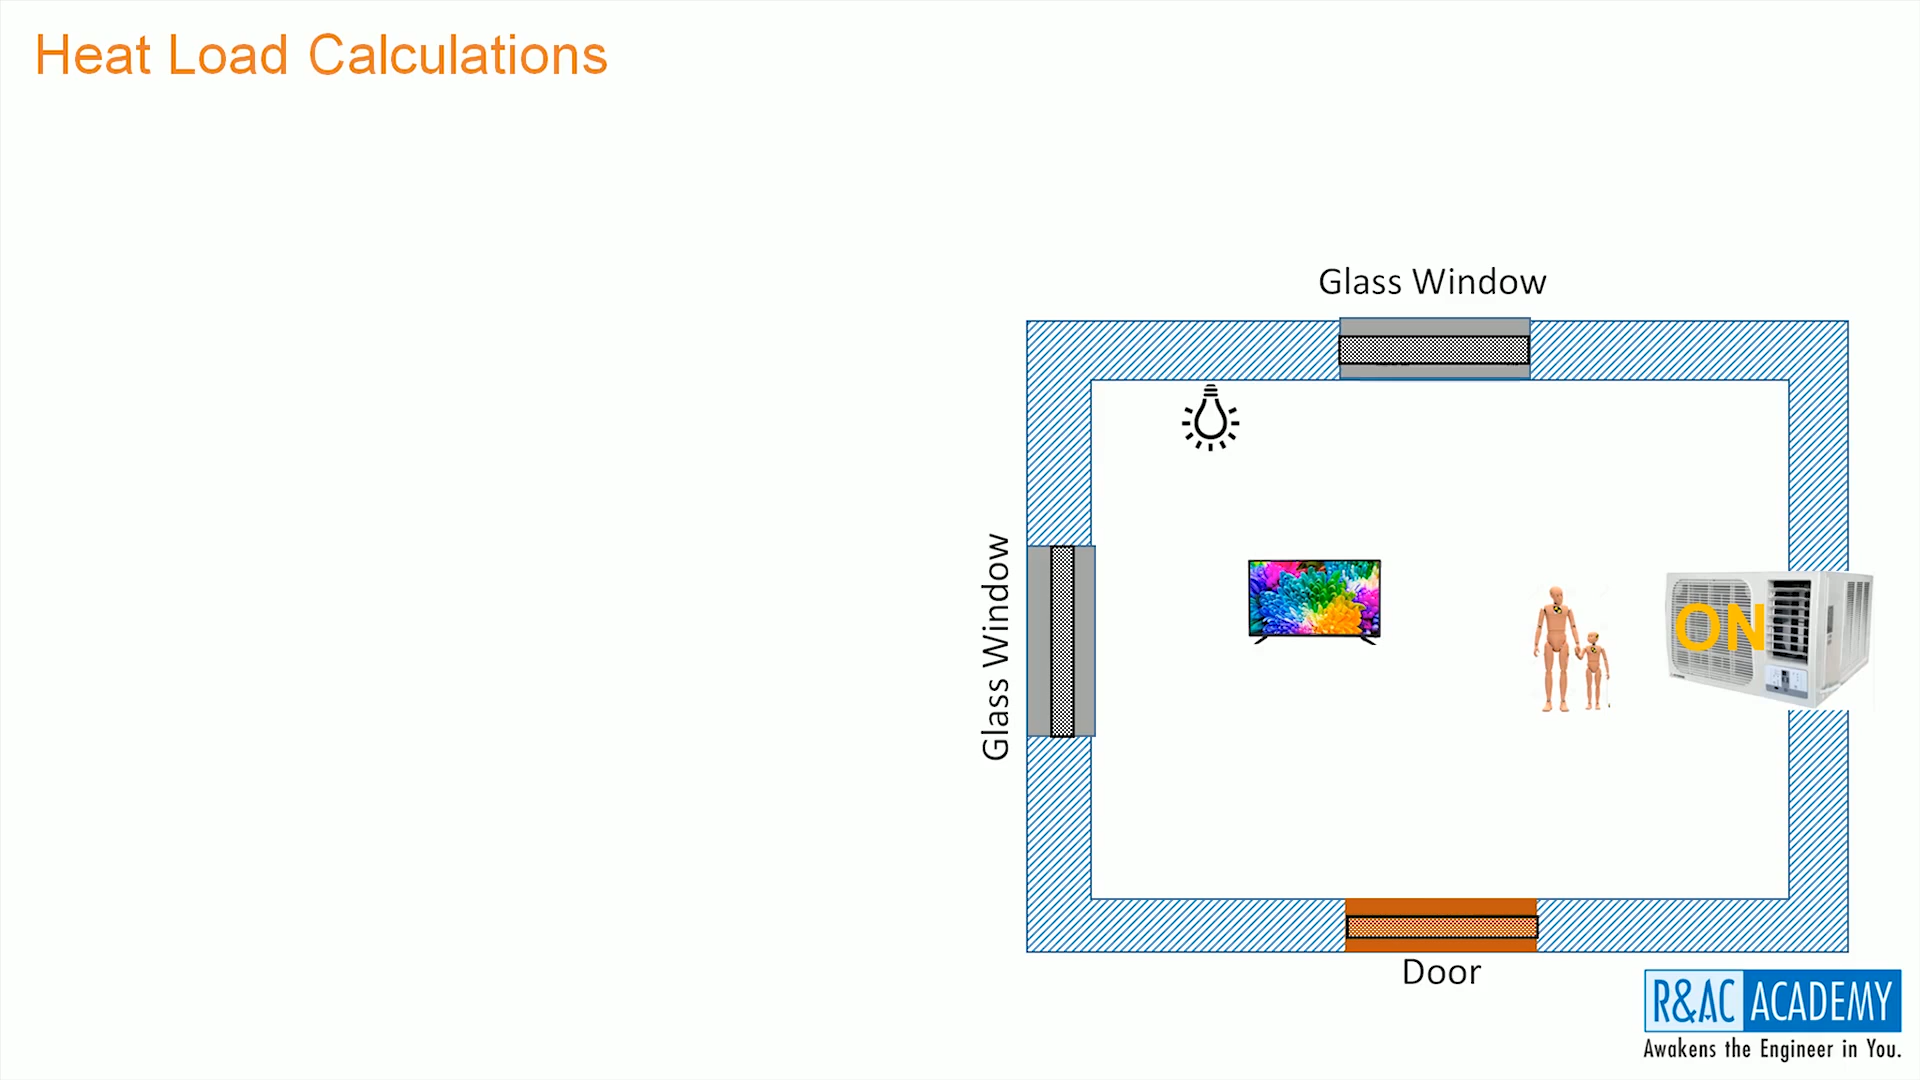 Heat Load Calculations
Glass Window
Glass Window
ON
Door
R&AC ACADEMY
Awakens the Engineer in You.